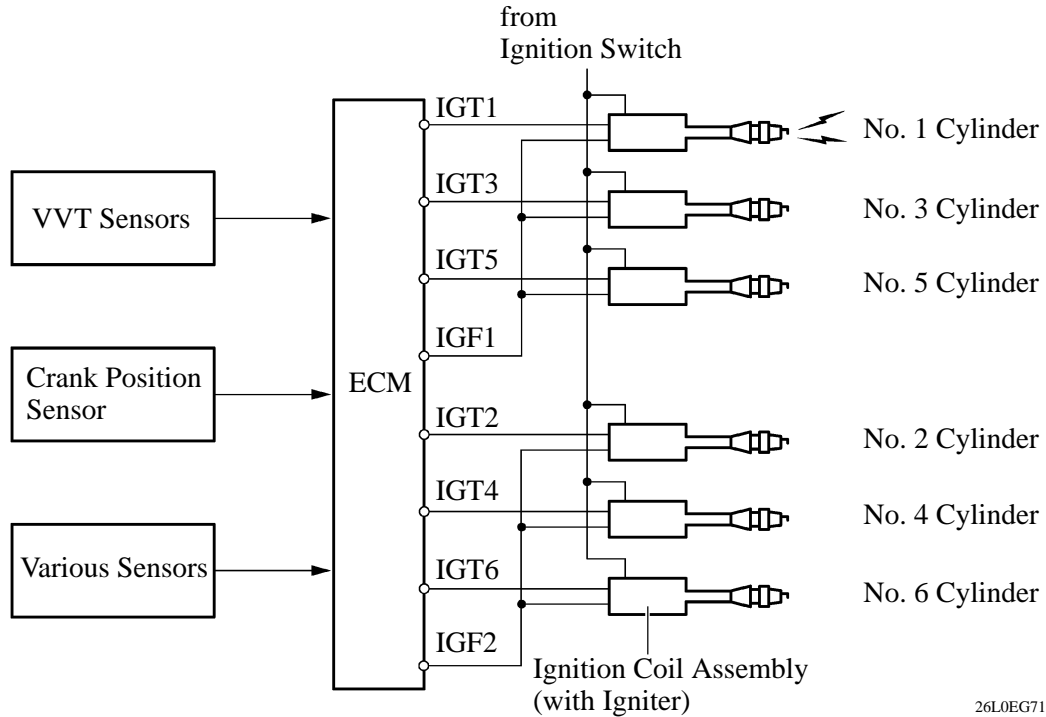 from
Ignition Switch
IGT1
No. 1 Cylinder
IGT3
No. 3 Cylinder
VVT Sensors
IGT5
No. 5 Cylinder
IGF1
Crank Position
Sensor
ECM
IGT2
No. 2 Cylinder
IGT4
No. 4 Cylinder
Various Sensors
IGT6
No. 6 Cylinder
IGF2
Ignition Coil Assembly
(with Igniter)
26L0EG71